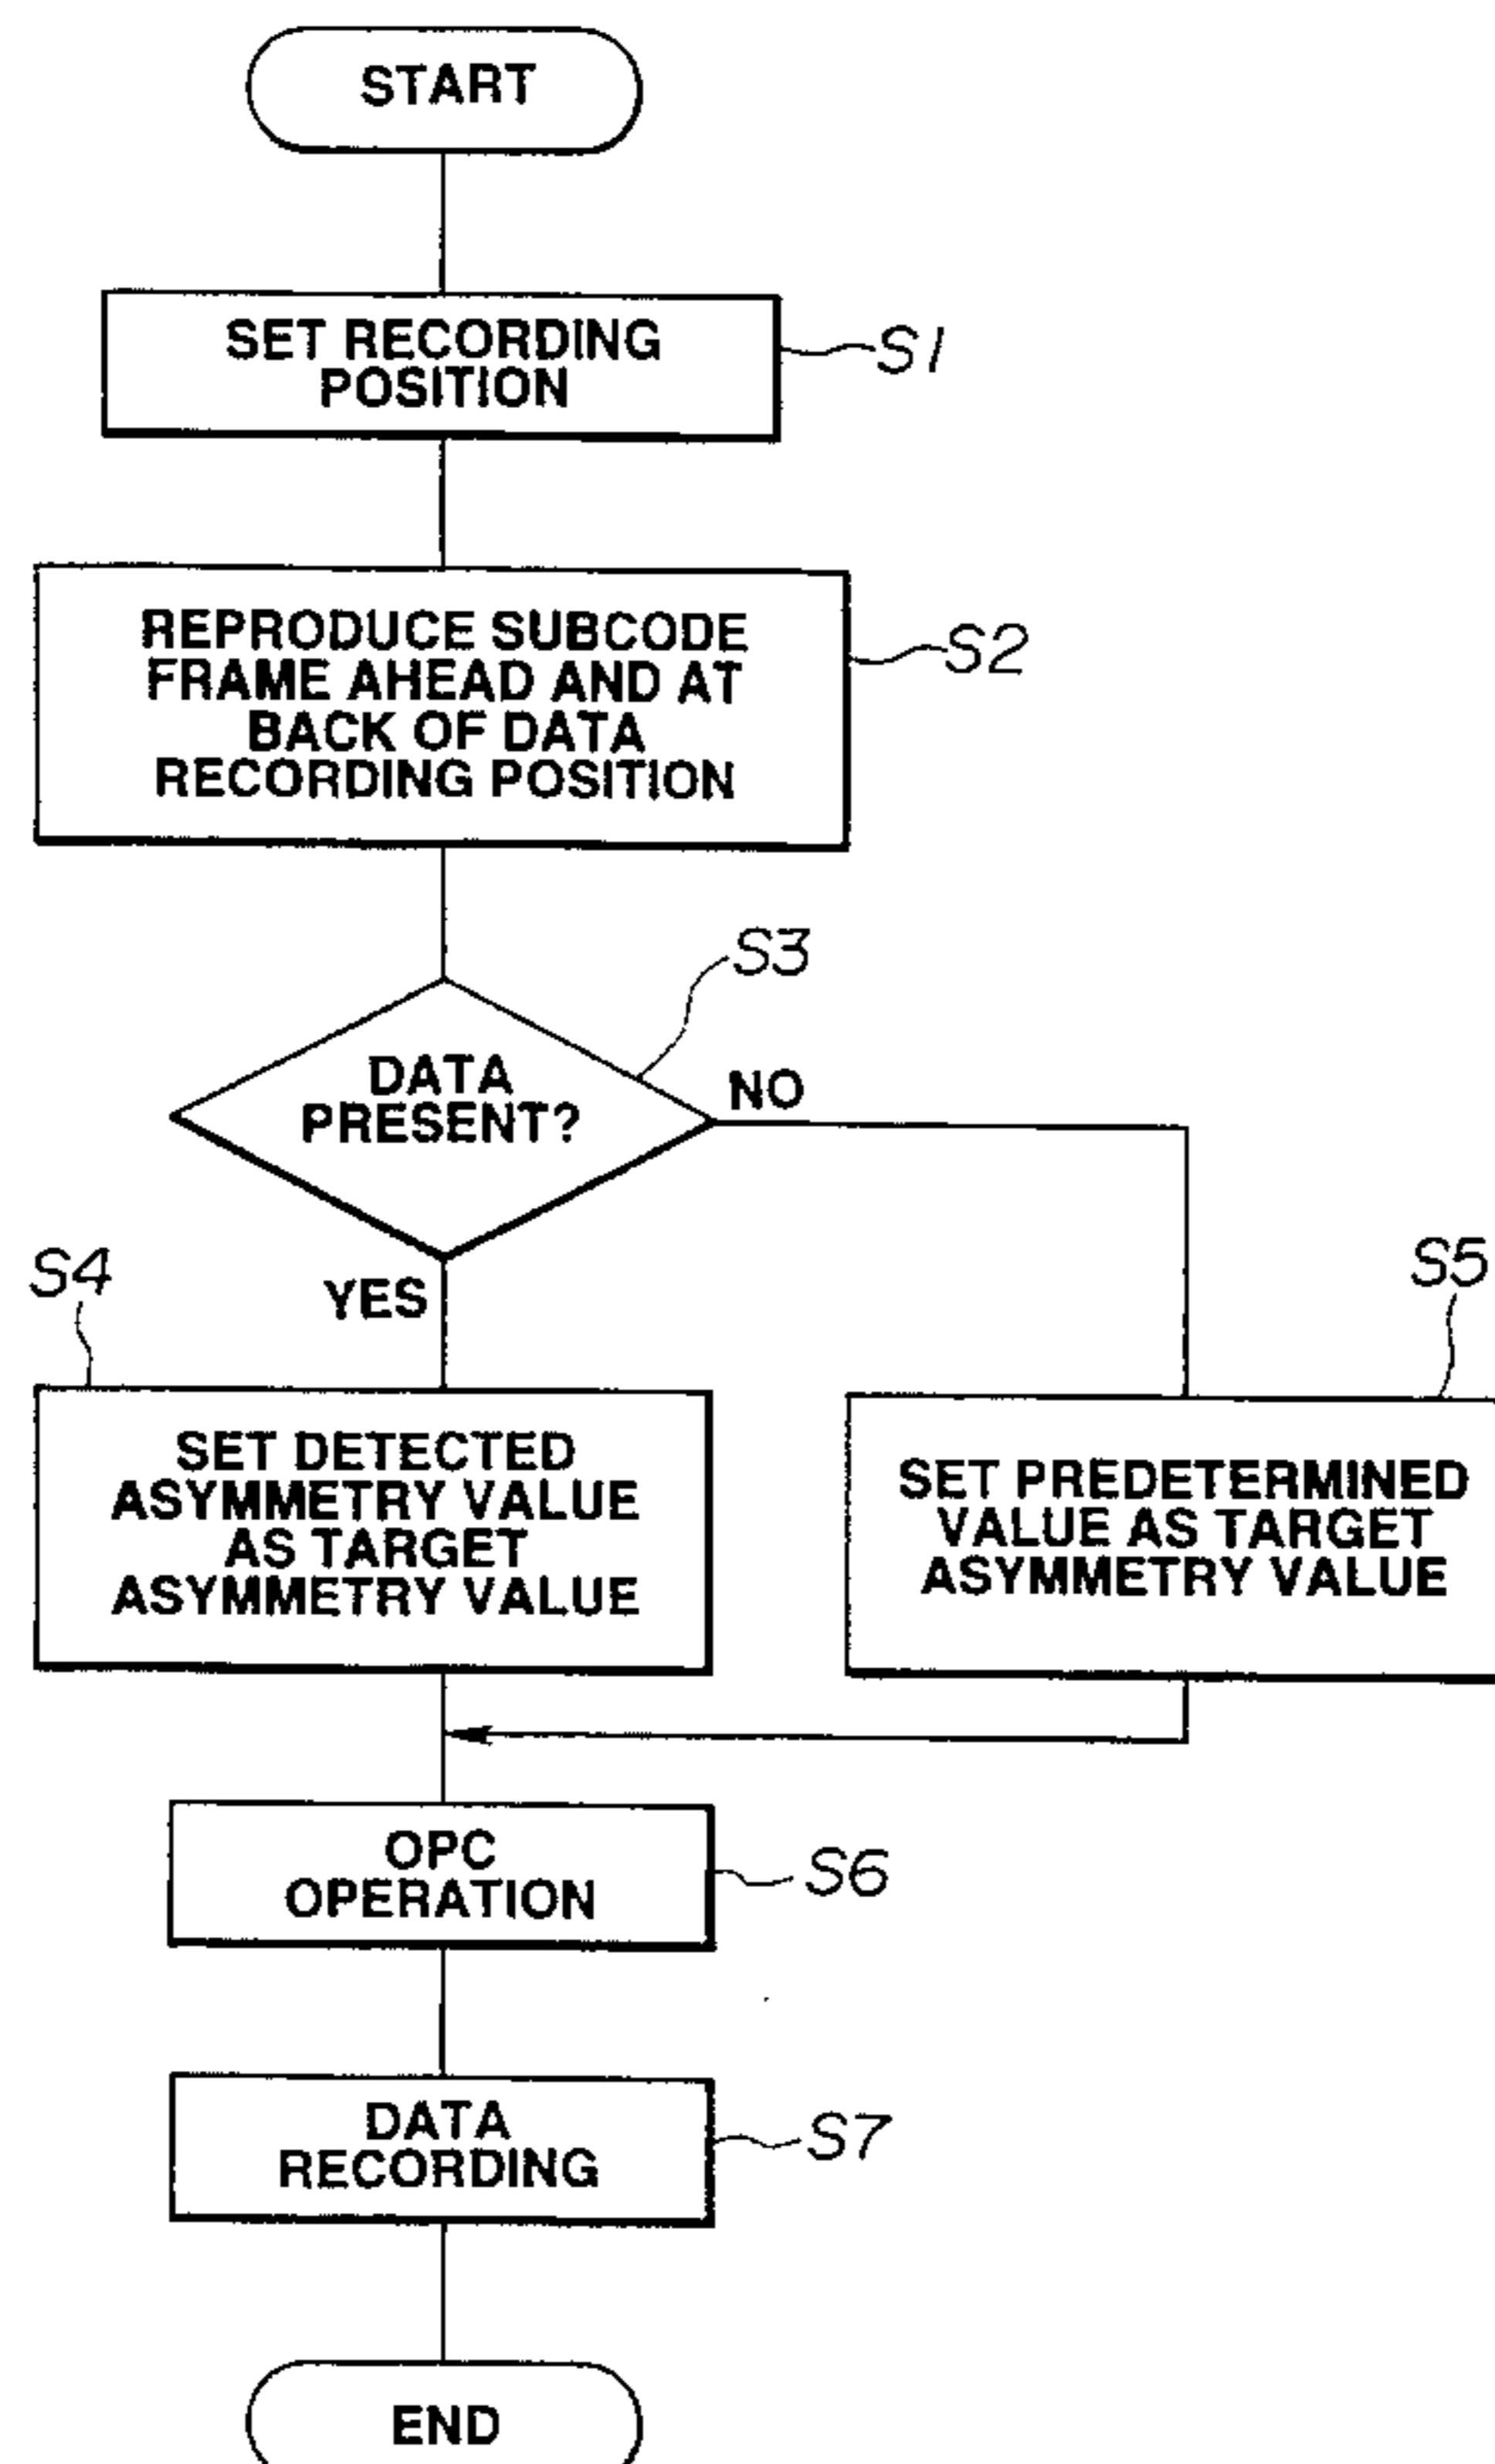 START
SET RECORDING
POSITION
S1
REPRODUCE SUBCODE
FRAME AHEAD AND AT
BACK OF DATA
RECORDING POSITION
S2
S3
DATA
PRESENT?
NO
YES
S4
SET DETECTED
ASYMMETRY VALUE
AS TARGET
ASYMMETRY VALUE
S5
SET PREDETERMINED
VALUE AS TARGET
ASYMMETRY VALUE
OPC
OPERATION
S6
DATA
RECORDING
S7
END